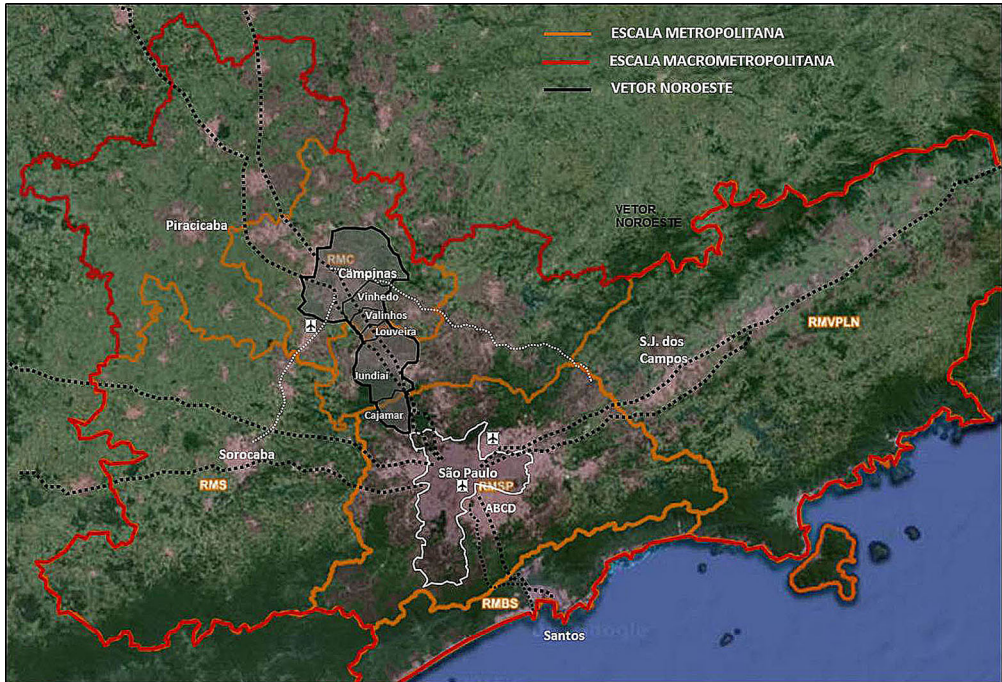 ESCALA METROPOLITANA
ESCALA MACROMETROPOLITANA
VETOR NOROESTE
VETOR
NOROESTE
Piracicaba
RMC
Campinas
Vinhedo
Valinhos
Louveira
RMVPLN
S.J. dos
Campos
Jundiaí
Cajamar
Sorocaba
São Paulo
RMS
RMSP
ABCD
RMBS
Santos
Google